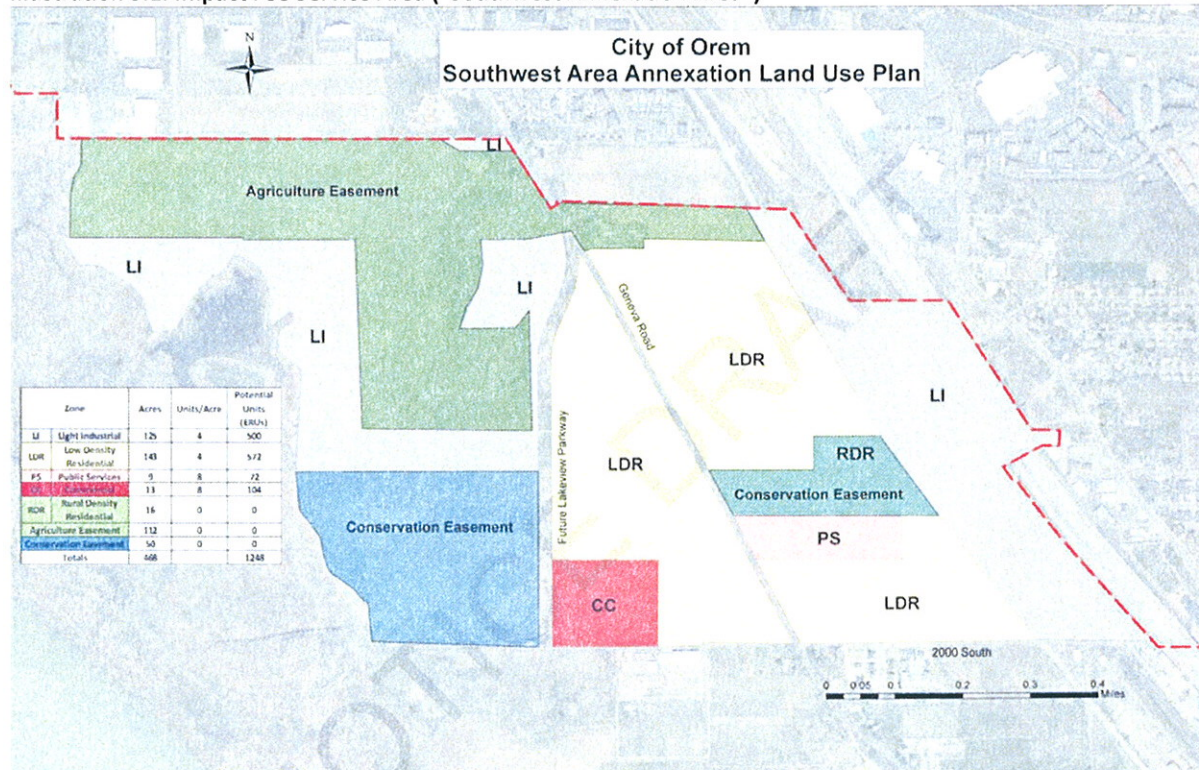 N
City of Orem
Southwest Area Annexation Land Use Plan
LI
Agriculture Easement
LI
LI
LI
Geneva Road
LDR
LI
Zone Acres Units/Acre Potential Units (ERUs)
LI Light Industrial 125 4 500
LDR Low Density Residential 143 4 572
PS Public Services 9 8 72
13 8 104
RDR Rural Density Residential 16 0 0
Agriculture Easement 112 0 0
Conservation Easement 50 0 0
Totals 468 1248
LDR
RDR
Conservation Easement
Conservation Easement
Future Lakeview Parkway
PS
CC
LDR
2000 South
0 0.05 0.1 0.2 0.3 0.4
Miles